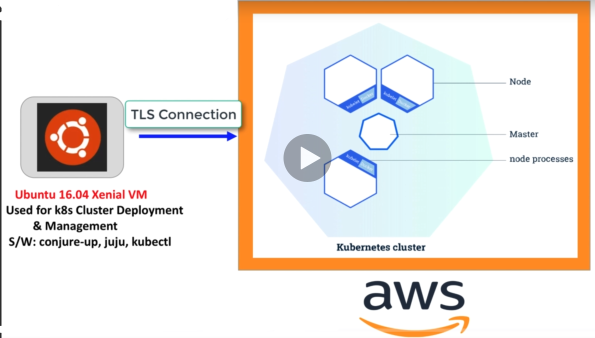 TLS Connection
Ubuntu 16.04 Xenial VM
Used for k8s Cluster Deployment
& Management
S/W: conjure-up, juju, kubectl
Node
Master
node processes
Kubernetes cluster
aws